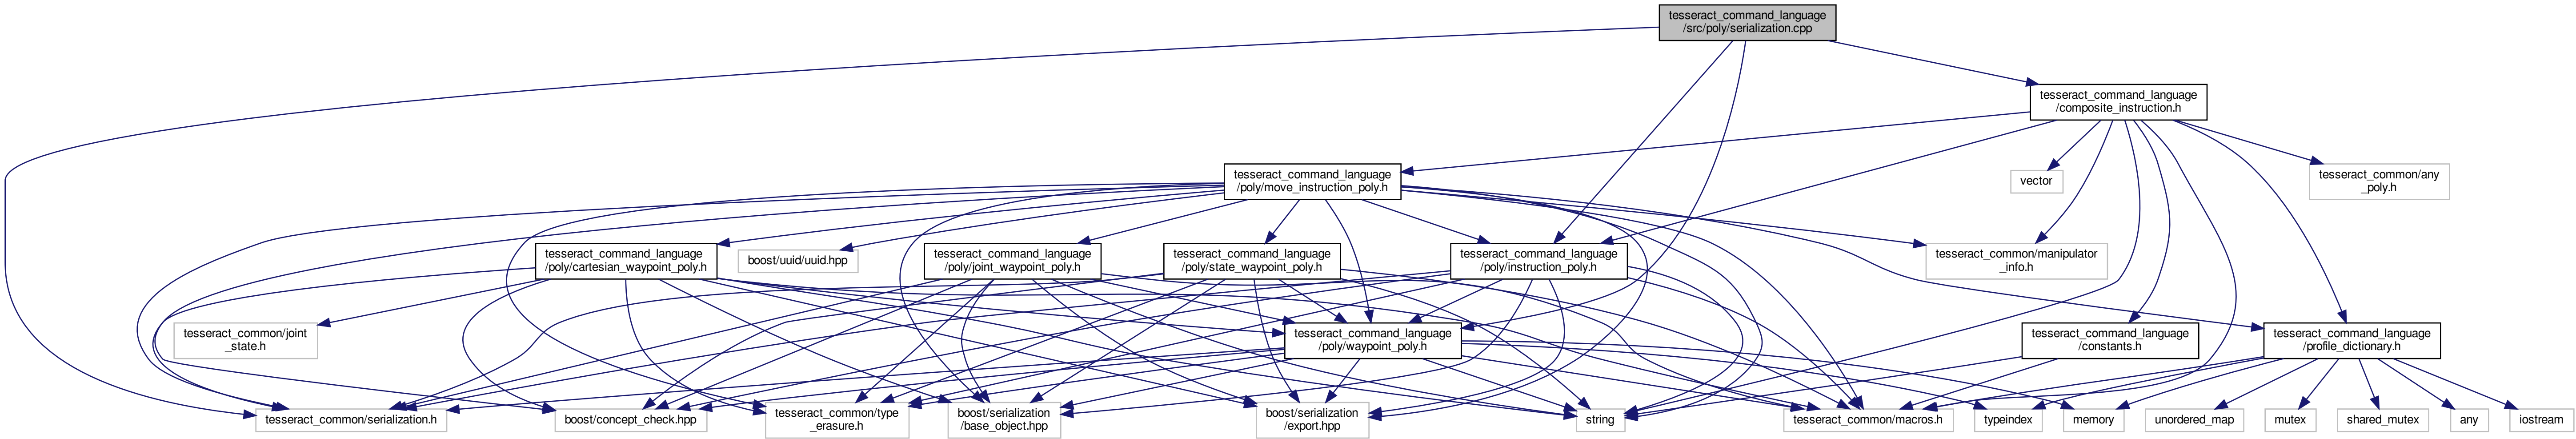 tesseract_command_language
/src/poly/serialization.cpp
tesseract_command_language
/composite_instruction.h
tesseract_command_language
/poly/move_instruction_poly.h
vector
tesseract_common/any
_poly.h
tesseract_command_language
/poly/cartesian_waypoint_poly.h
boost/uuid/uuid.hpp
tesseract_command_language
/poly/joint_waypoint_poly.h
tesseract_command_language
/poly/state_waypoint_poly.h
tesseract_command_language
/poly/instruction_poly.h
tesseract_common/manipulator
_info.h
tesseract_common/joint
_state.h
tesseract_command_language
/poly/waypoint_poly.h
tesseract_command_language
/constants.h
tesseract_command_language
/profile_dictionary.h
tesseract_common/serialization.h
boost/concept_check.hpp
tesseract_common/type
_erasure.h
boost/serialization
/base_object.hpp
boost/serialization
/export.hpp
string
tesseract_common/macros.h
typeindex
memory
unordered_map
mutex
shared_mutex
any
iostream